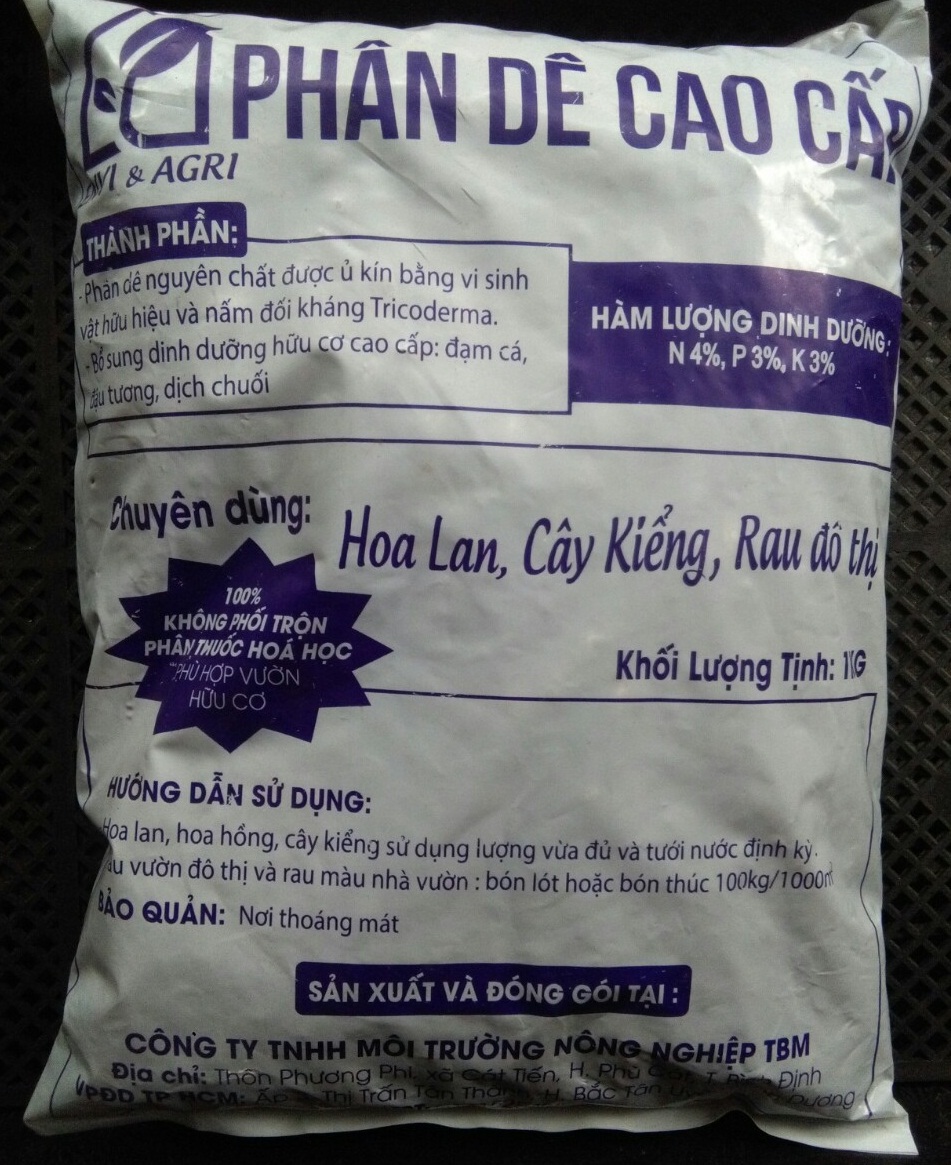 PHÂN DÊ CAO CẤP
& AGRI
THÀNH PHẦN:
- Phân dê nguyên chất được ủ kín bằng vi sinh
vật hữu hiệu và nấm đối kháng Tricoderma.
- Bổ sung dinh dưỡng hữu cơ cao cấp: đạm cá,
đậu tương, dịch chuối
HÀM LƯỢNG DINH DƯỠNG:
N 4%, P 3%, K 3%
Chuyên dùng:
Hoa Lan, Cây Kiểng, Rau đô thị
100%
KHÔNG PHỐI TRỘN
PHÂN THUỐC HOÁ HỌC
PHÙ HỢP VƯỜN
HỮU CƠ
Khối Lượng Tịnh: 1KG
HƯỚNG DẪN SỬ DỤNG:
Hoa lan, hoa hồng, cây kiểng sử dụng lượng vừa đủ và tưới nước định kỳ.
Rau vườn đô thị và rau màu nhà vườn : bón lót hoặc bón thúc 100kg/1000m²
BẢO QUẢN: Nơi thoáng mát
SẢN XUẤT VÀ ĐÓNG GÓI TẠI :
CÔNG TY TNHH MÔI TRƯỜNG NÔNG NGHIỆP TBM
Địa chỉ: Thôn Phương Phi, xã Cát Tiến, H. Phù Cát, T. Bình Định
VPĐD TP HCM: Ấp Thị Trấn Tân Thành, H. Bắc Tân Dương